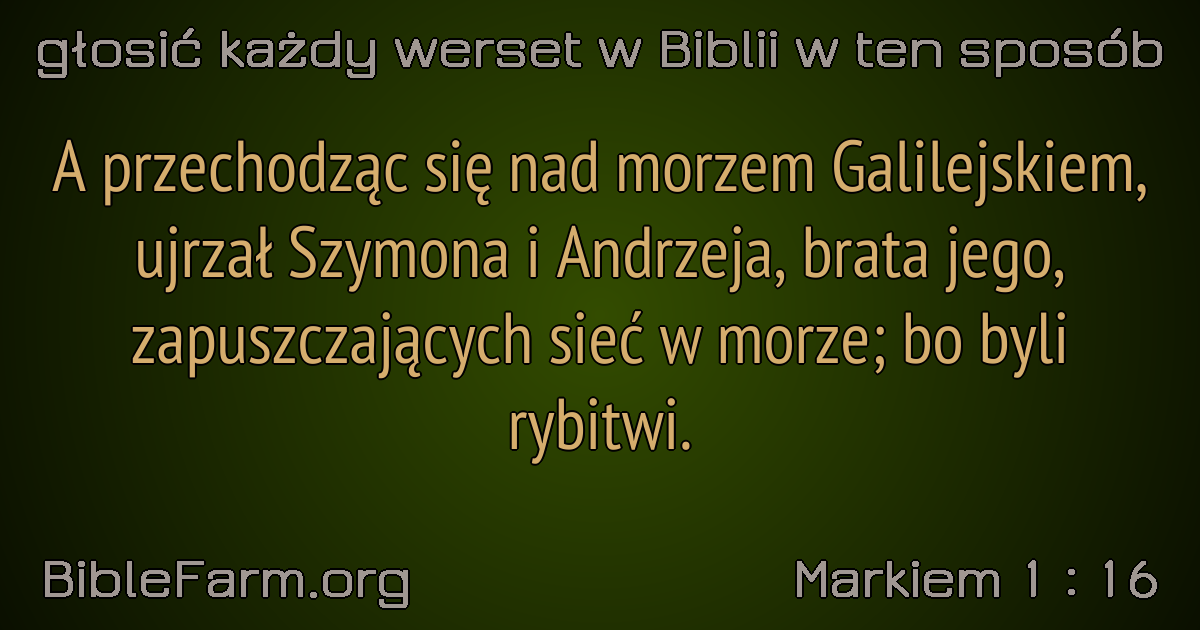 głosić każdy werset w Biblii w ten sposób
A przechodząc się nad morzem Galilejskiem,
ujrzał Szymona i Andrzeja, brata jego,
zapuszczających sieć w morze; bo byli
rybitwi.
BibleFarm.org
Markiem 1 : 16